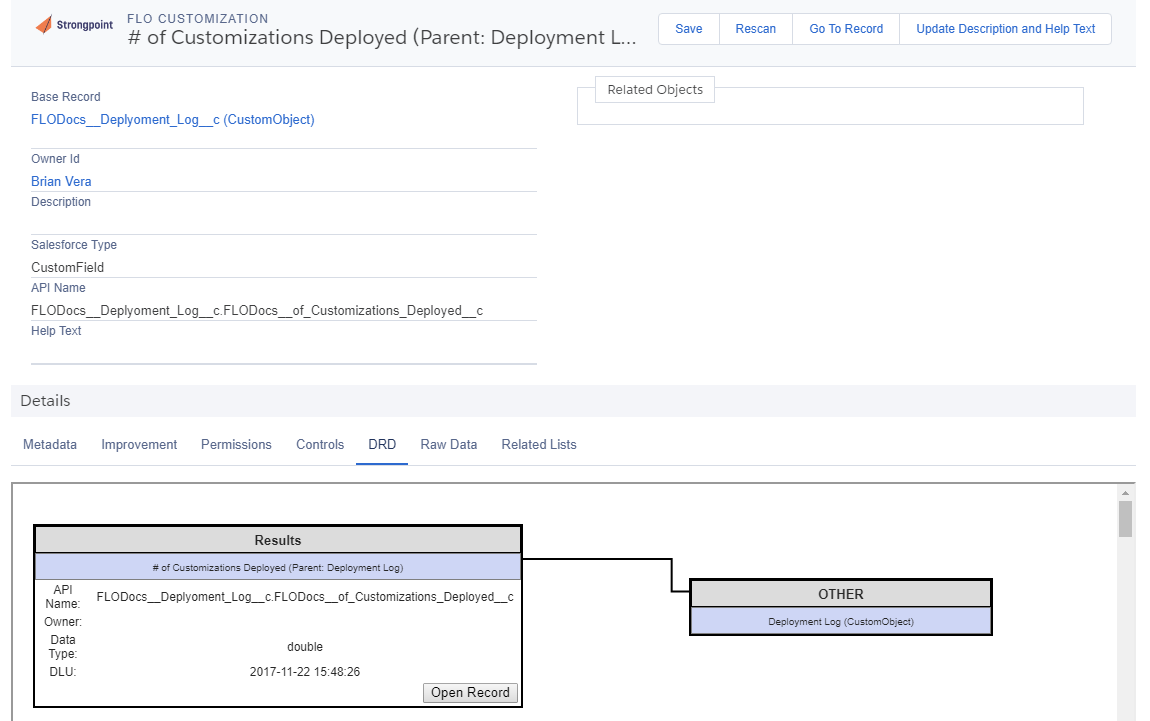 Strongpoint
FLO CUSTOMIZATION
# of Customizations Deployed (Parent: Deployment L...
Save
Rescan
Go To Record
Update Description and Help Text
Base Record
FLODocs__Deplyoment_Log__c (CustomObject)
Related Objects
Owner Id
Brian Vera
Description
Salesforce Type
CustomField
API Name
FLODocs__Deplyoment_Log__c.FLODocs__of_Customizations_Deployed__c
Help Text
Details
Metadata
Improvement
Permissions
Controls
DRD
Raw Data
Related Lists
Results
# of Customizations Deployed (Parent: Deployment Log)
API
Name:
FLODocs__Deplyoment_Log__c.FLODocs__of_Customizations_Deployed__c
Owner:
Data
Type:
double
DLU:
2017-11-22 15:48:26
Open Record
OTHER
Deployment Log (CustomObject)